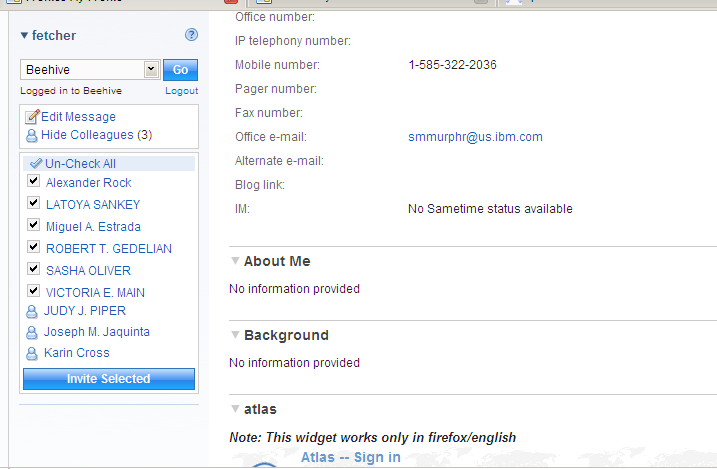 fetcher
?
Beehive
Go
Logged in to Beehive
Logout
Edit Message
Hide Colleagues (3)
Un-Check All
Alexander Rock
LATOYA SANKEY
Miguel A. Estrada
ROBERT T. GEDELIAN
SASHA OLIVER
VICTORIA E. MAIN
JUDY J. PIPER
Joseph M. Jaquinta
Karin Cross
Invite Selected
Office number:
IP telephony number:
Mobile number: 1-585-322-2036
Pager number:
Fax number:
Office e-mail: smmurphr@us.ibm.com
Alternate e-mail:
Blog link:
IM: No Sametime status available
About Me
No information provided
Background
No information provided
atlas
Note: This widget works only in firefox/english
Atlas -- Sign in